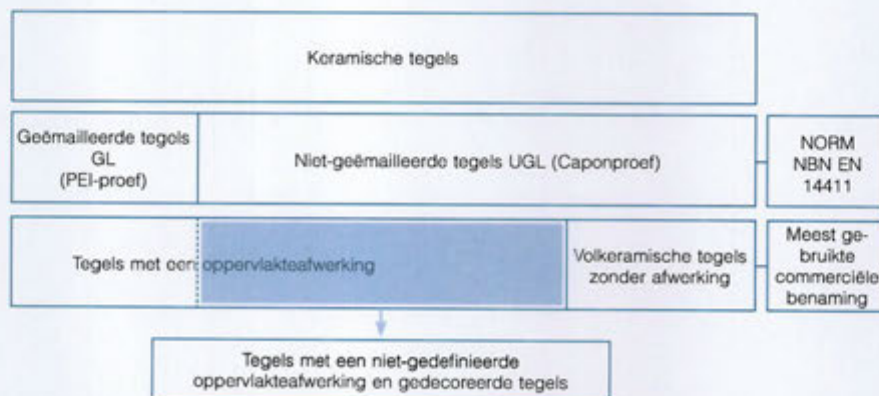 Keramische tegels
Geëmailleerde tegels
GL
(PEI-proef)
Niet-geëmailleerde tegels UGL (Caponproef)
NORM
NBN EN
14411
Tegels met een oppervlakteafwerking
Volkeramische tegels
zonder afwerking
Meest ge-
bruikte
commerciële
benaming
Tegels met een niet-gedefinieerde
oppervlakteafwerking en gedecoreerde tegels